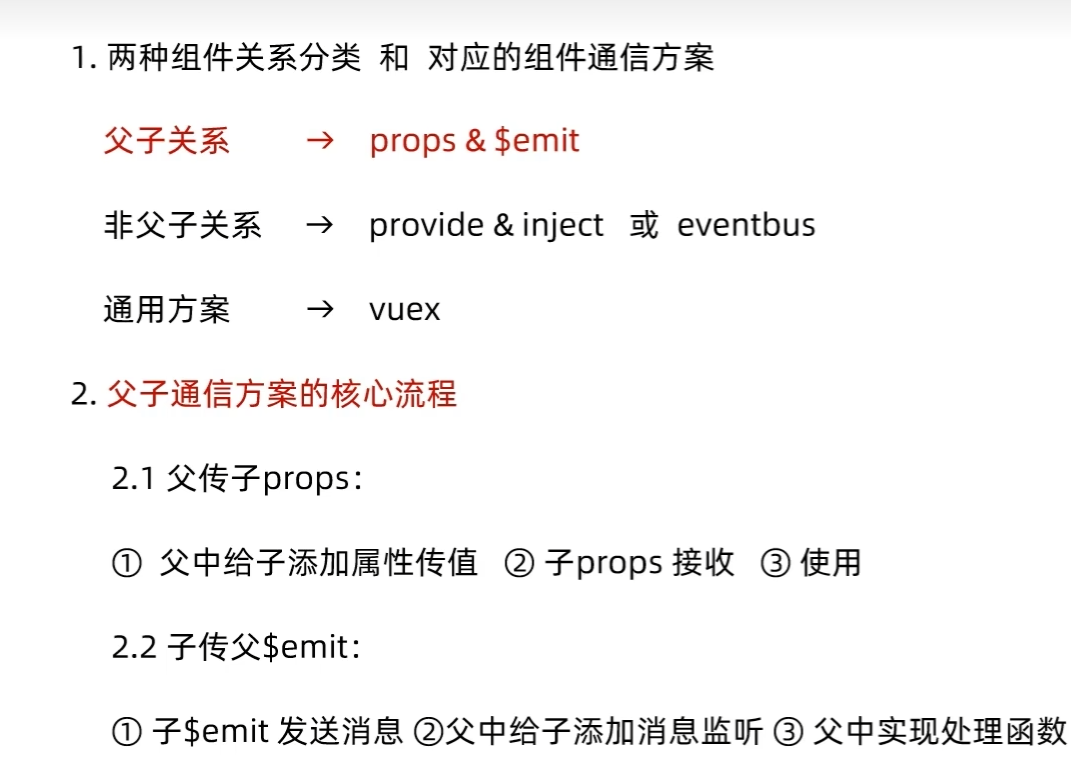 1. 两种组件关系分类 和 对应的组件通信方案
父子关系 → props & $emit
非父子关系 → provide & inject 或 eventbus
通用方案 → vuex
2. 父子通信方案的核心流程
2.1 父传子props：
① 父中给子添加属性传值 ② 子props 接收 ③ 使用
2.2 子传父$emit：
① 子$emit 发送消息 ②父中给子添加消息监听 ③ 父中实现处理函数